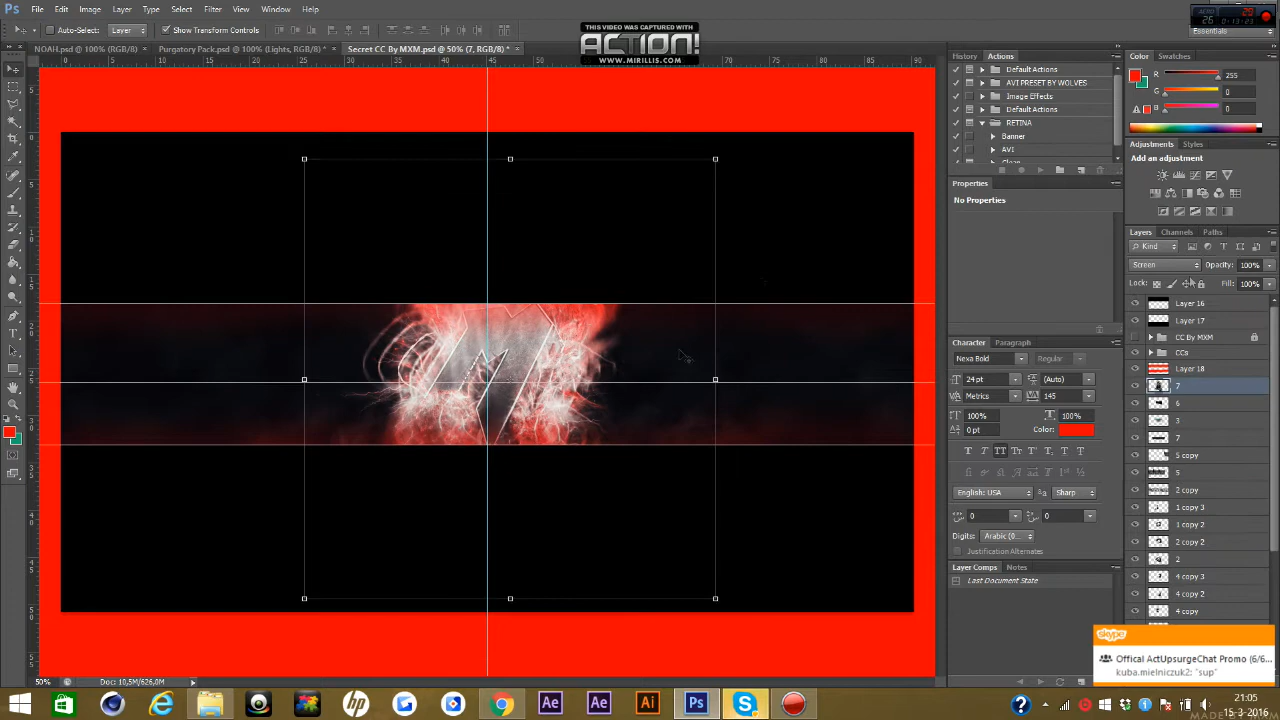 Ps File Edit Image Layer Type Select Filter 3D View Window Help
Auto-Select: Layer Show Transform Controls
THIS VIDEO WAS CAPTURED WITH
ACTION!
WWW.MIRILLIS.COM
Essentials
NOAH.psd @ 100% (RGB/8) × Purgatory Pack.psd @ 100% (Lights, RGB/8) * × Secret CC By MXM.psd @ 50% (7, RGB/8) * ×
History Actions
Default Actions
AVI PRESET BY WOLVES
Image Effects
Default Actions
RETINA
Banner
AVI
Clean
Color Swatches
R 255
G 0
B 0
Adjustments Styles
Add an adjustment
Properties
No Properties
Layers Channels Paths
Kind
Screen Opacity: 100%
Lock: Fill: 100%
Layer 16
Layer 17
CC By MXM
CCs
Layer 18
7
6
3
7
5 copy
5
2 copy
1 copy 3
1 copy 2
2 copy 2
2
4 copy 3
4 copy 2
4 copy
Character Paragraph
Nexa Bold Regular
24 pt (Auto)
Metrics 145
100% 100%
0 pt Color:
English: USA Sharp
0 0
Digits: Arabic (0...
Justification Alternates
Layer Comps Notes
Last Document State
50% Doc: 10,5M/626,0M
skype
Offical ActUpsurgeChat Promo (6/6...
kuba.mielniczuk2: "sup"
21:05
15-3-2016